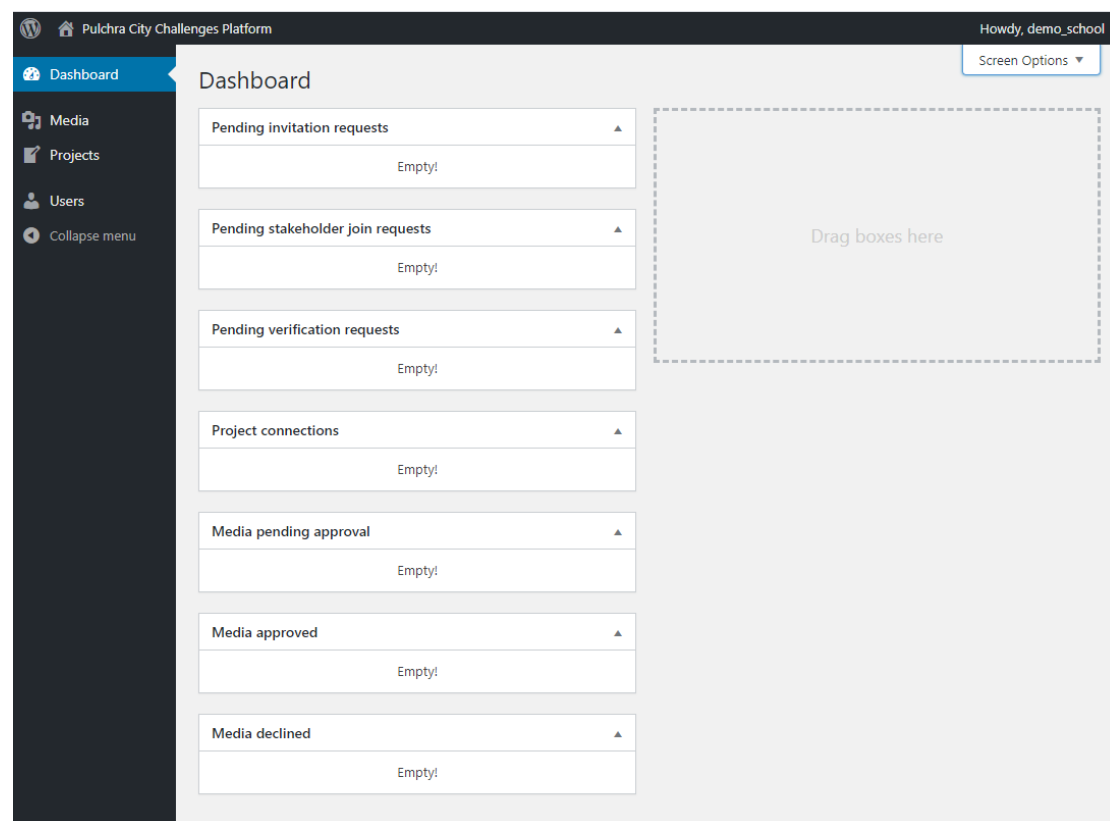 Pulchra City Challenges Platform
Howdy, demo_school
Dashboard
Media
Projects
Users
Collapse menu
Screen Options
Dashboard
Pending invitation requests
Empty!
Pending stakeholder join requests
Empty!
Pending verification requests
Empty!
Project connections
Empty!
Media pending approval
Empty!
Media approved
Empty!
Media declined
Empty!
Drag boxes here